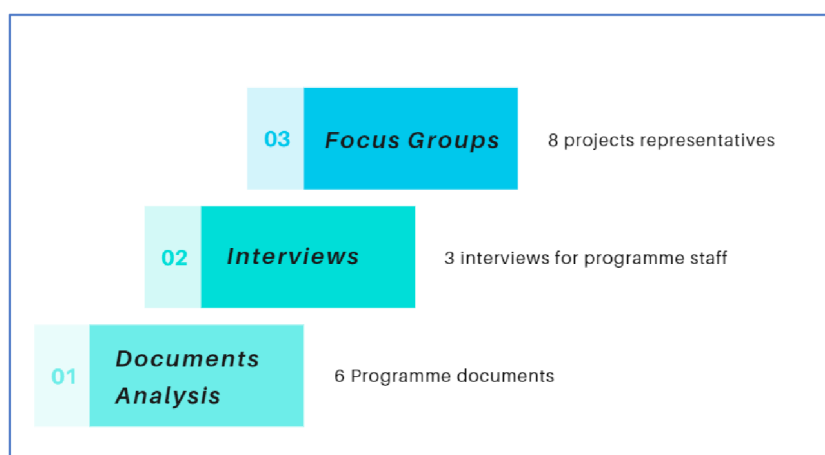 03 Focus Groups 8 projects representatives
02 Interviews 3 interviews for programme staff
01 Documents Analysis 6 Programme documents